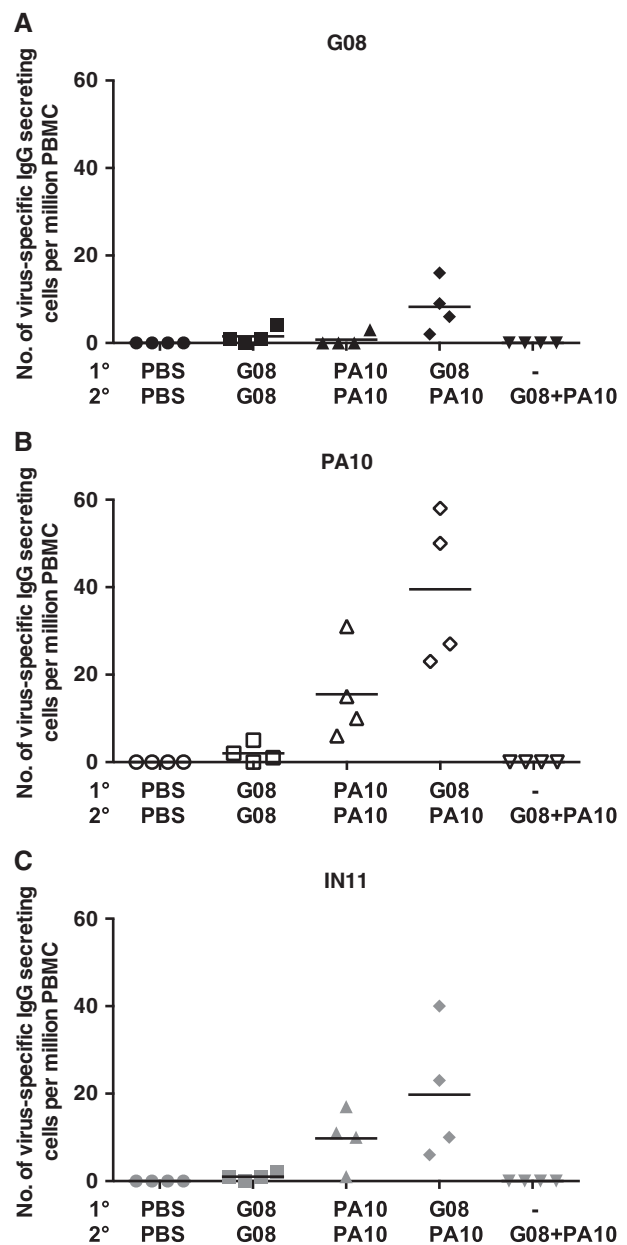 A
G08
No. of virus-specific IgG secreting
cells per million PBMC
60
40
20
0
1° PBS G08 PA10 G08 -
2° PBS G08 PA10 PA10 G08+PA10
B
PA10
No. of virus-specific IgG secreting
cells per million PBMC
60
40
20
0
1° PBS G08 PA10 G08 -
2° PBS G08 PA10 PA10 G08+PA10
C
IN11
No. of virus-specific IgG secreting
cells per million PBMC
60
40
20
0
1° PBS G08 PA10 G08 -
2° PBS G08 PA10 PA10 G08+PA10